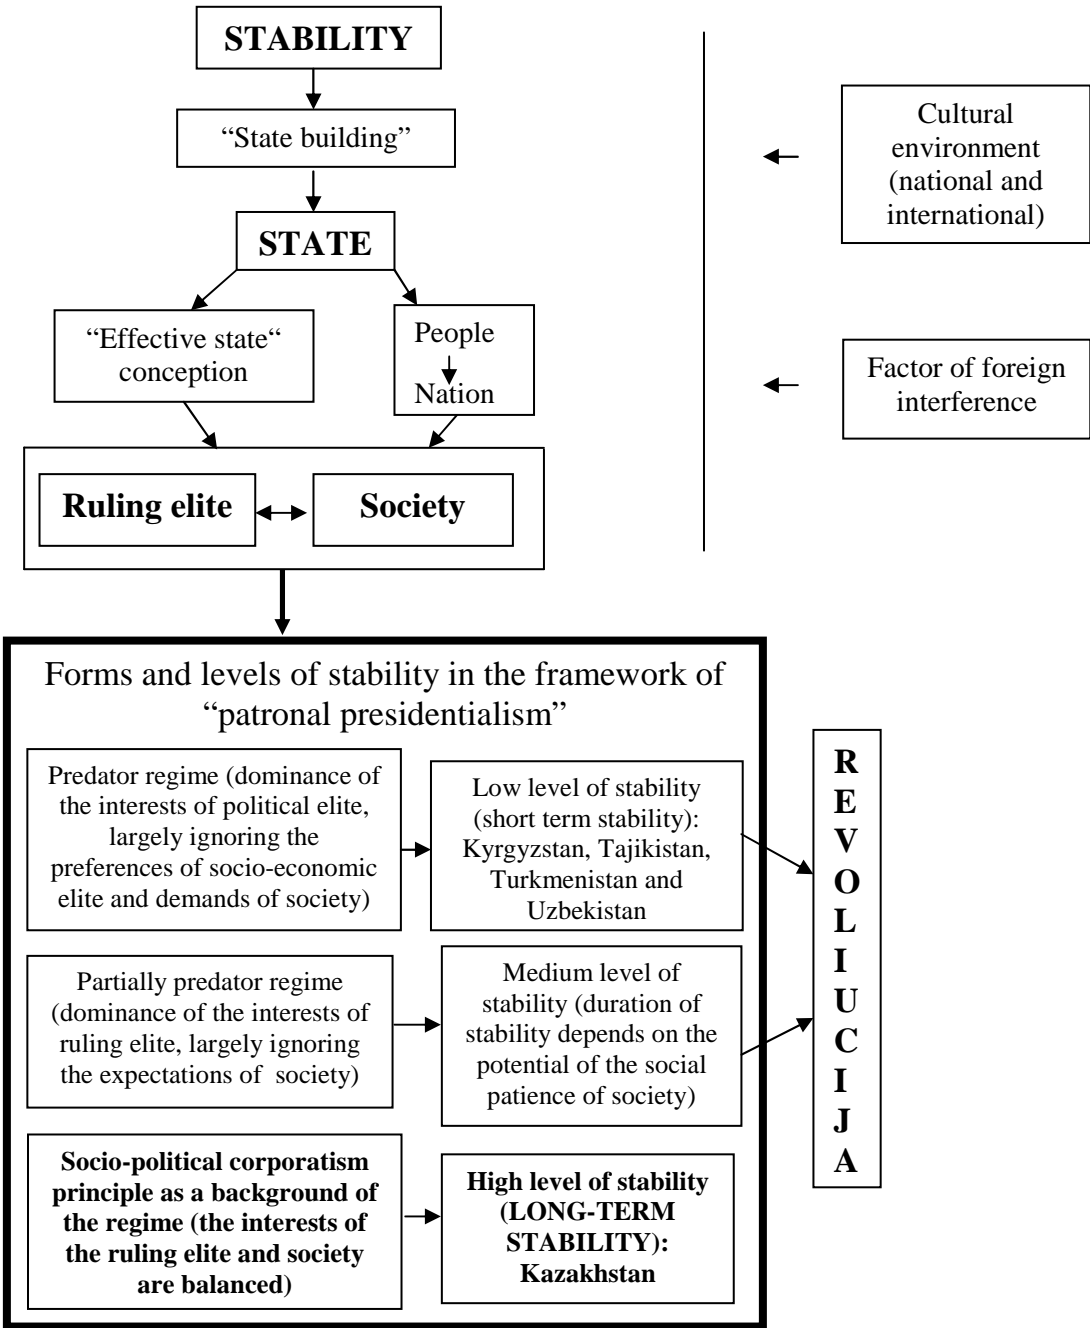 STABILITY
“State building”
STATE
“Effective state“
conception
People
Nation
Ruling elite
Society
Cultural
environment
(national and
international)
Factor of foreign
interference
Forms and levels of stability in the framework of
“patronal presidentialism”
Predator regime (dominance of
the interests of political elite,
largely ignoring the
preferences of socio-economic
elite and demands of society)
Low level of stability
(short term stability):
Kyrgyzstan, Tajikistan,
Turkmenistan and
Uzbekistan
Partially predator regime
(dominance of the interests of
ruling elite, largely ignoring
the expectations of society)
Medium level of
stability (duration of
stability depends on the
potential of the social
patience of society)
Socio-political corporatism
principle as a background of
the regime (the interests of
the ruling elite and society
are balanced)
High level of stability
(LONG-TERM
STABILITY):
Kazakhstan
R
E
V
O
L
I
U
C
I
J
A